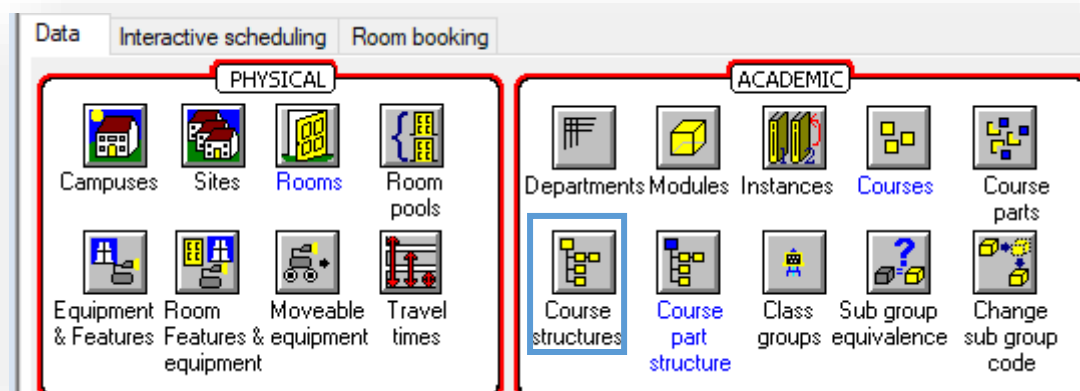 Data Interactive scheduling Room booking
PHYSICAL
Campuses Sites Rooms Room
pools
Equipment
& Features
Room
Features &
equipment
Moveable
equipment
Travel
times
ACADEMIC
Departments Modules Instances Courses Course
parts
Course
structures
Course
part
structure
Class
groups
Sub group
equivalence
Change
sub group
code